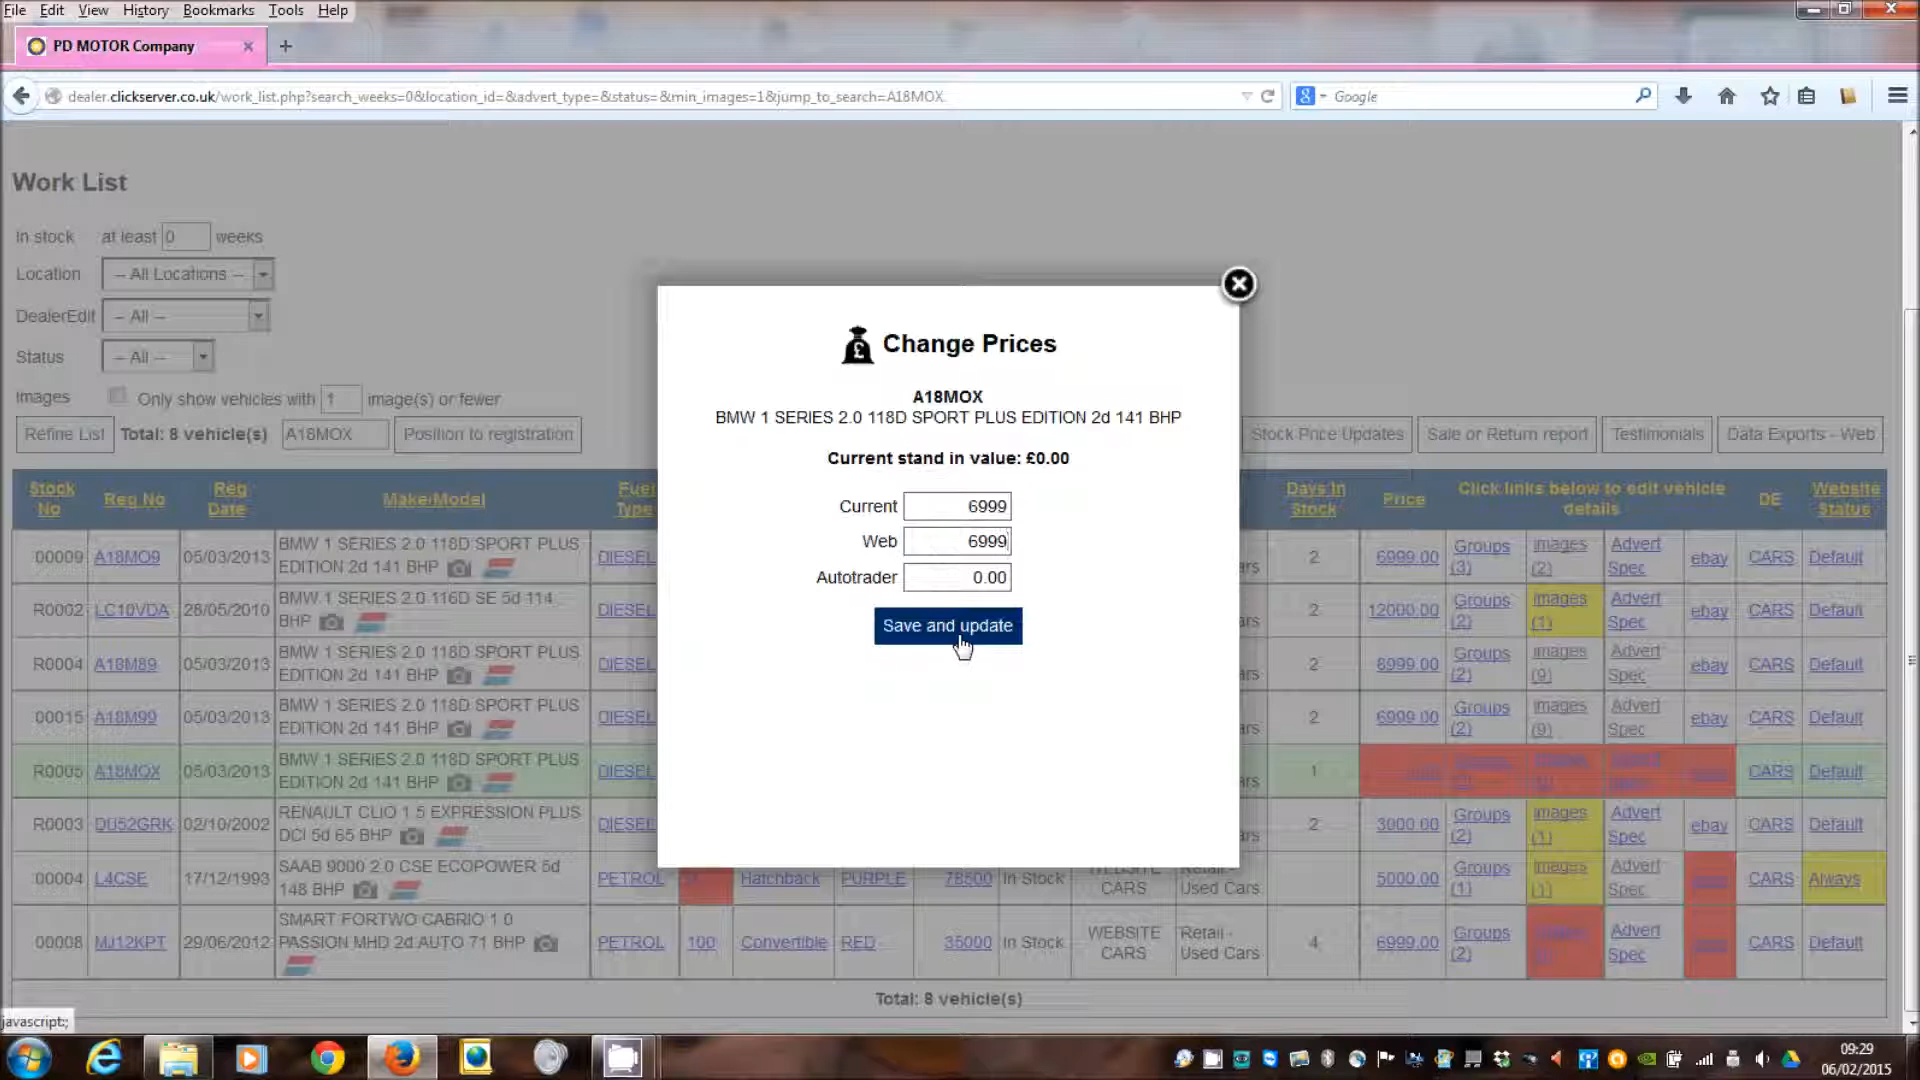 File Edit View History Bookmarks Tools Help
PD MOTOR Company
dealer.clickserver.co.uk/work_list.php?search_weeks=0&location_id=&advert_type=&status=&min_images=1&jump_to_search=A18MOX
Google
Work List
In stock at least 0 weeks
Location -- All Locations --
DealerEdit -- All --
Status -- All --
Images Only show vehicles with 1 image(s) or fewer
Refine List Total: 8 vehicle(s) A18MOX Position to registration Stock Price Updates Sale or Return report Testimonials Data Exports - Web
Change Prices
A18MOX
BMW 1 SERIES 2.0 118D SPORT PLUS EDITION 2d 141 BHP
Current stand in value: £0.00
Current 6999
Web 6999
Autotrader 0.00
Save and update
Stock No Reg No Reg Date Make/Model Fuel Type Days In Stock Price Click links below to edit vehicle details DE Website Status
00009 A18MO9 05/03/2013 BMW 1 SERIES 2.0 118D SPORT PLUS EDITION 2d 141 BHP DIESEL 2 6999.00 Groups (3) images (2) Advert Spec ebay CARS Default
R0002 LC10VDA 28/05/2010 BMW 1 SERIES 2.0 116D SE 5d 114 BHP DIESEL 2 12000.00 Groups (2) images (1) Advert Spec ebay CARS Default
R0004 A18M89 05/03/2013 BMW 1 SERIES 2.0 118D SPORT PLUS EDITION 2d 141 BHP DIESEL 2 8999.00 Groups (2) images (9) Advert Spec ebay CARS Default
00015 A18M99 05/03/2013 BMW 1 SERIES 2.0 118D SPORT PLUS EDITION 2d 141 BHP DIESEL 2 6999.00 Groups (2) images (9) Advert Spec ebay CARS Default
R0005 A18MOX 05/03/2013 BMW 1 SERIES 2.0 118D SPORT PLUS EDITION 2d 141 BHP DIESEL 1 CARS Default
R0003 DU52GRK 02/10/2002 RENAULT CLIO 1.5 EXPRESSION PLUS DCI 5d 65 BHP DIESEL 2 3000.00 Groups (2) images (1) Advert Spec ebay CARS Default
00004 L4CSE 17/12/1993 SAAB 9000 2.0 CSE ECOPOWER 5d 148 BHP PETROL Hatchback PURPLE 78500 In Stock WEBSITE CARS Retail - Used Cars 5000.00 Groups (1) images (1) Advert Spec CARS Always
00008 MJ12KPT 29/06/2012 SMART FORTWO CABRIO 1.0 PASSION MHD 2d AUTO 71 BHP PETROL 100 Convertible RED 35000 In Stock WEBSITE CARS Retail - Used Cars 4 6999.00 Groups (2) Advert Spec CARS Default
Total: 8 vehicle(s)
javascript:;
09:29
06/02/2015